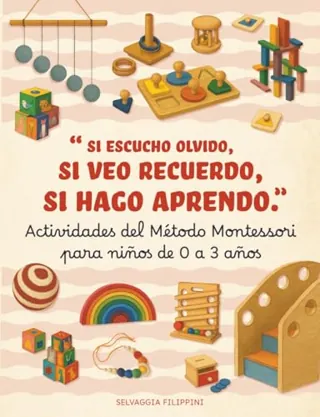 “SI ESCUCHO OLVIDO,
SI VEO RECUERDO,
SI HAGO APRENDO.”
Actividades del Método Montessori
para niños de 0 a 3 años
SELVAGGIA FILIPPINI